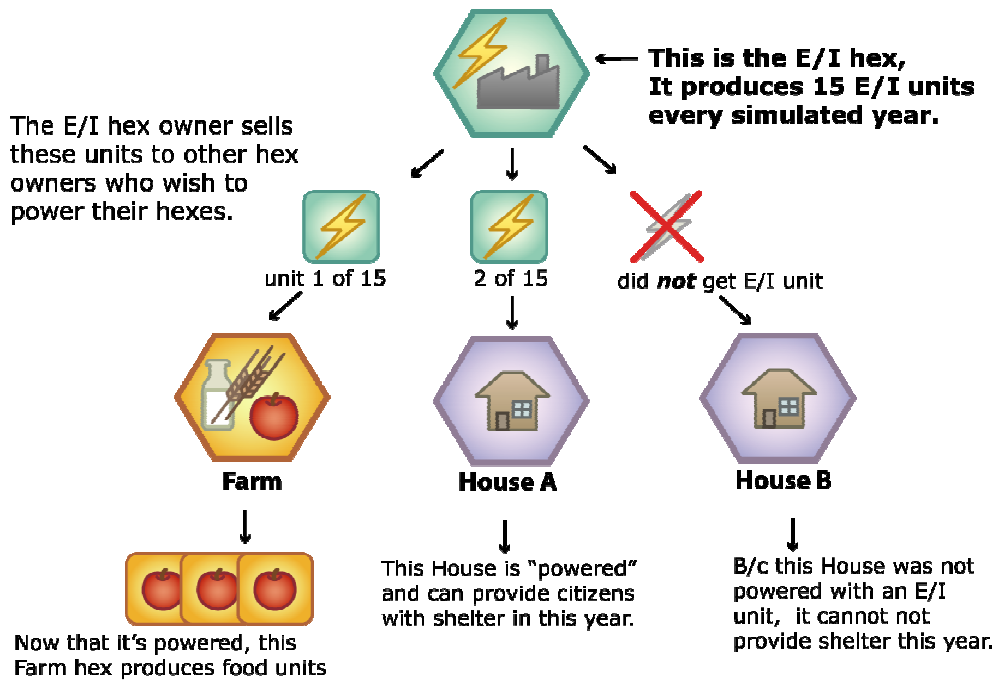 This is the E/I hex,
It produces 15 E/I units
every simulated year.
The E/I hex owner sells
these units to other hex
owners who wish to
power their hexes.
unit 1 of 15
2 of 15
did not get E/I unit
Farm
House A
House B
Now that it's powered, this
Farm hex produces food units
This House is “powered”
and can provide citizens
with shelter in this year.
B/c this House was not
powered with an E/I
unit, it cannot not
provide shelter this year.